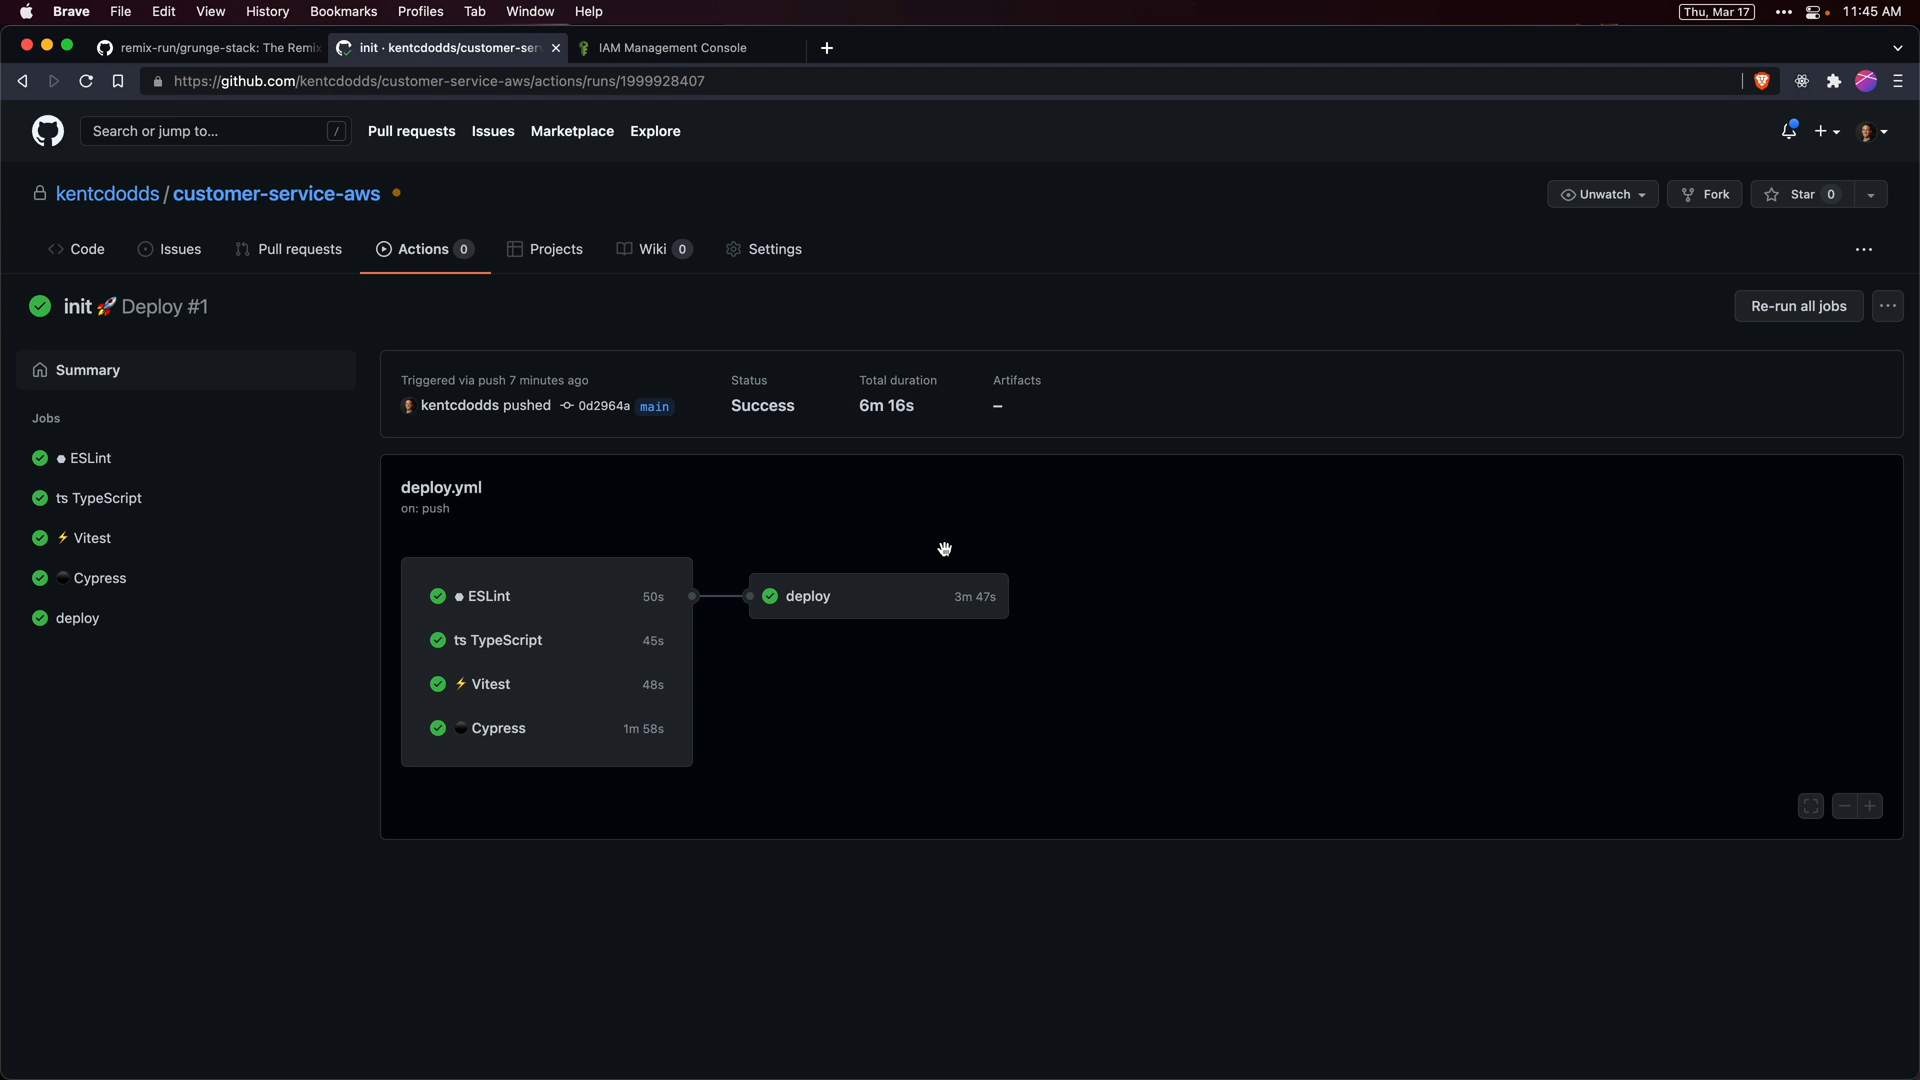 Brave File Edit View History Bookmarks Profiles Tab Window Help Thu, Mar 17 11:45 AM
remix-run/grunge-stack: The Remix init · kentcdodds/customer-ser IAM Management Console
https://github.com/kentcdodds/customer-service-aws/actions/runs/1999928407
Search or jump to... / Pull requests Issues Marketplace Explore
kentcdodds / customer-service-aws Unwatch Fork Star 0
Code Issues Pull requests Actions 0 Projects Wiki 0 Settings
init 🚀 Deploy #1 Re-run all jobs
Summary
Triggered via push 7 minutes ago Status Total duration Artifacts
kentcdodds pushed 0d2964a main Success 6m 16s –
Jobs
ESLint
ʦ TypeScript
⚡ Vitest
Cypress
deploy
deploy.yml
on: push
ESLint 50s deploy 3m 47s
ʦ TypeScript 45s
⚡ Vitest 48s
Cypress 1m 58s